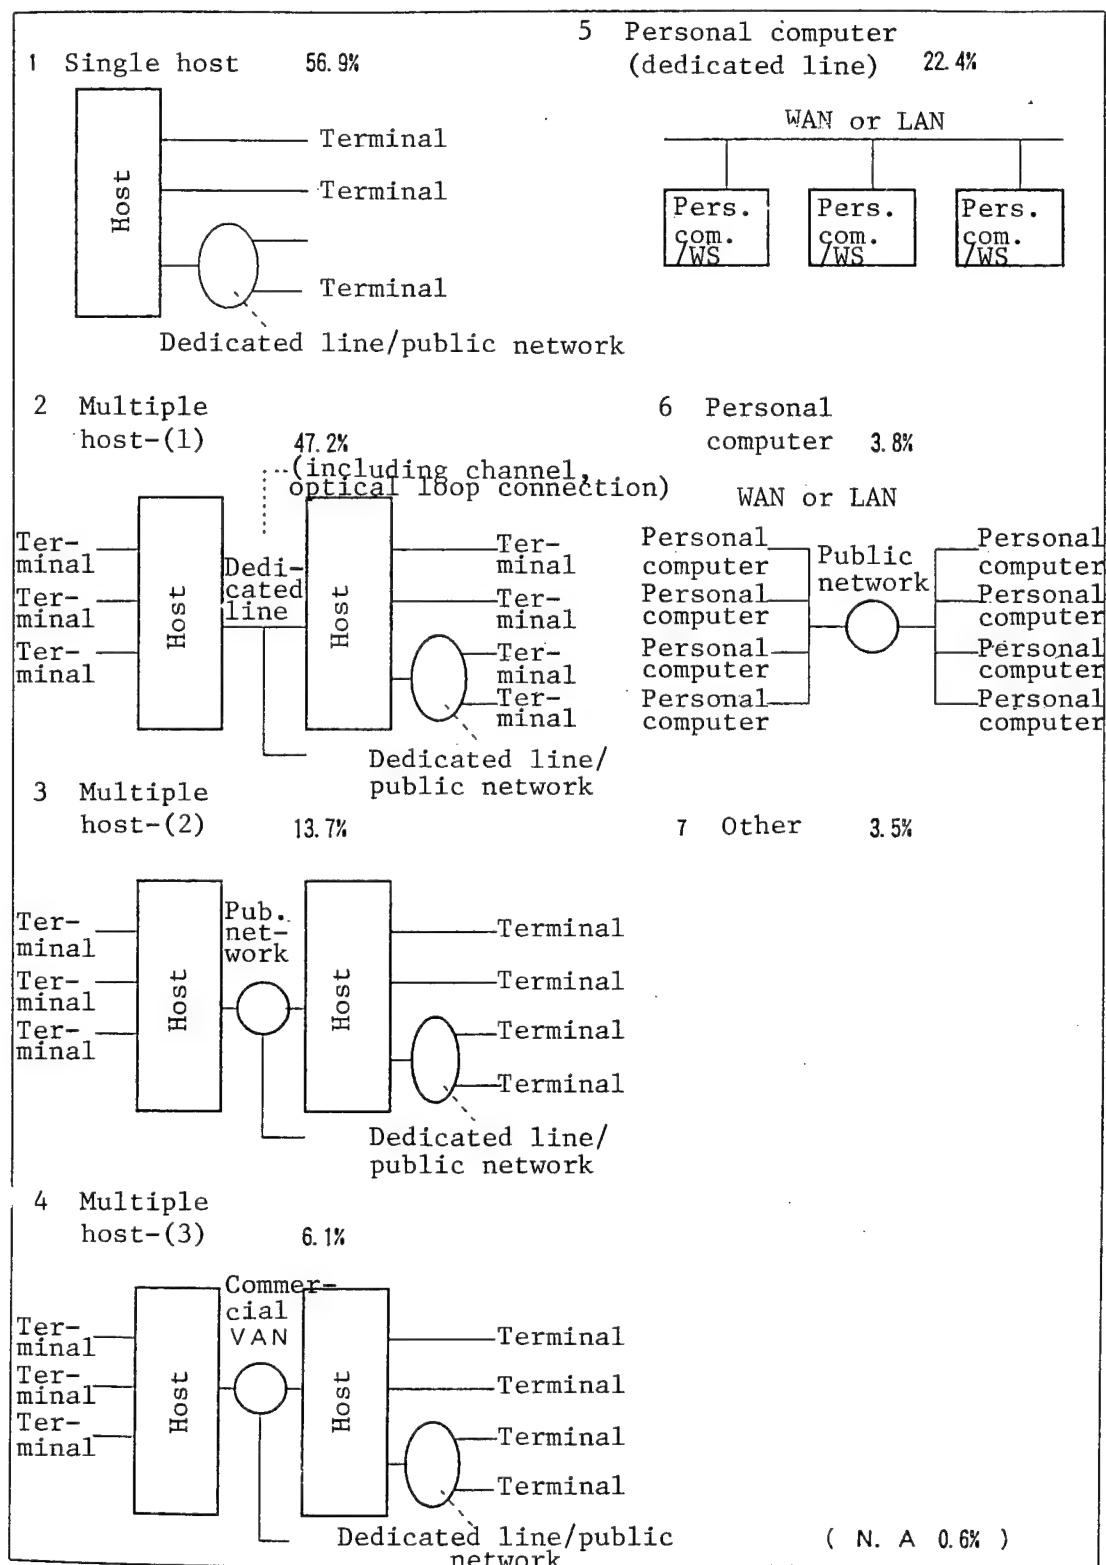 1 Single host 56.9%
Host
Terminal
Terminal
Terminal
Dedicated line/public network
2 Multiple
host-(1) 47.2%
(including channel,
optical loop connection)
Ter-
minal
Ter-
minal
Ter-
minal
Host
Dedi-
cated
line
Host
Ter-
minal
Ter-
minal
Ter-
minal
Ter-
minal
Dedicated line/
public network
3 Multiple
host-(2) 13.7%
Ter-
minal
Ter-
minal
Ter-
minal
Host
Pub.
net-
work
Host
Terminal
Terminal
Terminal
Terminal
Dedicated line/
public network
4 Multiple
host-(3) 6.1%
Ter-
minal
Ter-
minal
Ter-
minal
Host
Commer-
cial
VAN
Host
Terminal
Terminal
Terminal
Terminal
Dedicated line/public
network
5 Personal computer
(dedicated line) 22.4%
WAN or LAN
Pers.
com.
/WS
Pers.
com.
/WS
Pers.
com.
/WS
6 Personal
computer 3.8%
WAN or LAN
Personal
computer
Personal
computer
Personal
computer
Personal
computer
Public
network
Personal
computer
Personal
computer
Personal
computer
Personal
computer
7 Other 3.5%
( N. A 0.6% )